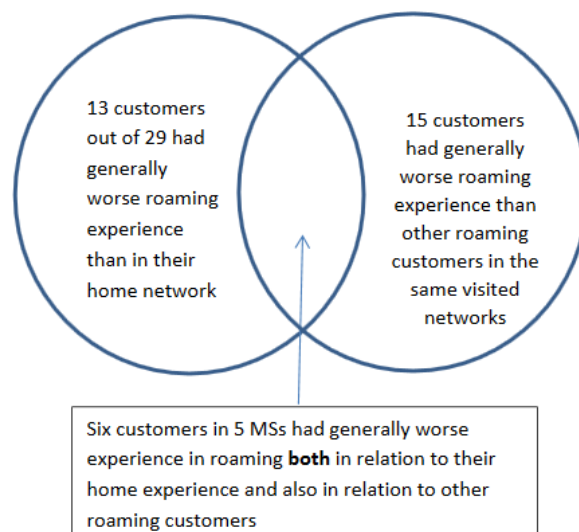 13 customers
out of 29 had
generally
worse roaming
experience
than in their
home network
15 customers
had generally
worse roaming
experience than
other roaming
customers in the
same visited
networks
Six customers in 5 MSs had generally worse
experience in roaming both in relation to their
home experience and also in relation to other
roaming customers